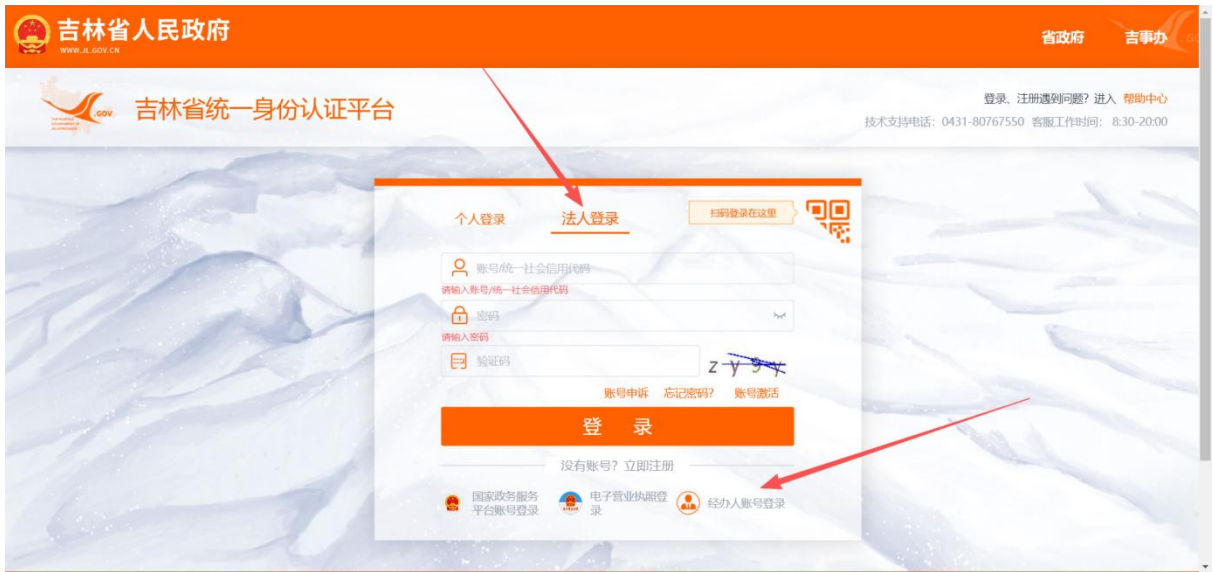 吉林省人民政府
WWW.JL.GOV.CN
省政府 吉事办
.GOV 吉林省统一身份认证平台
登录、注册遇到问题？进入 帮助中心
技术支持电话：0431-80767550 客服工作时间：8:30-20:00
个人登录 法人登录 扫码登录在这里
账号/统一社会信用代码
请输入账号/统一社会信用代码
密码
请输入密码
验证码 z y 9 y
账号申诉 忘记密码？ 账号激活
登 录
没有账号？立即注册
国家政务服务 电子营业执照登 经办人账号登录
平台账号登录 录